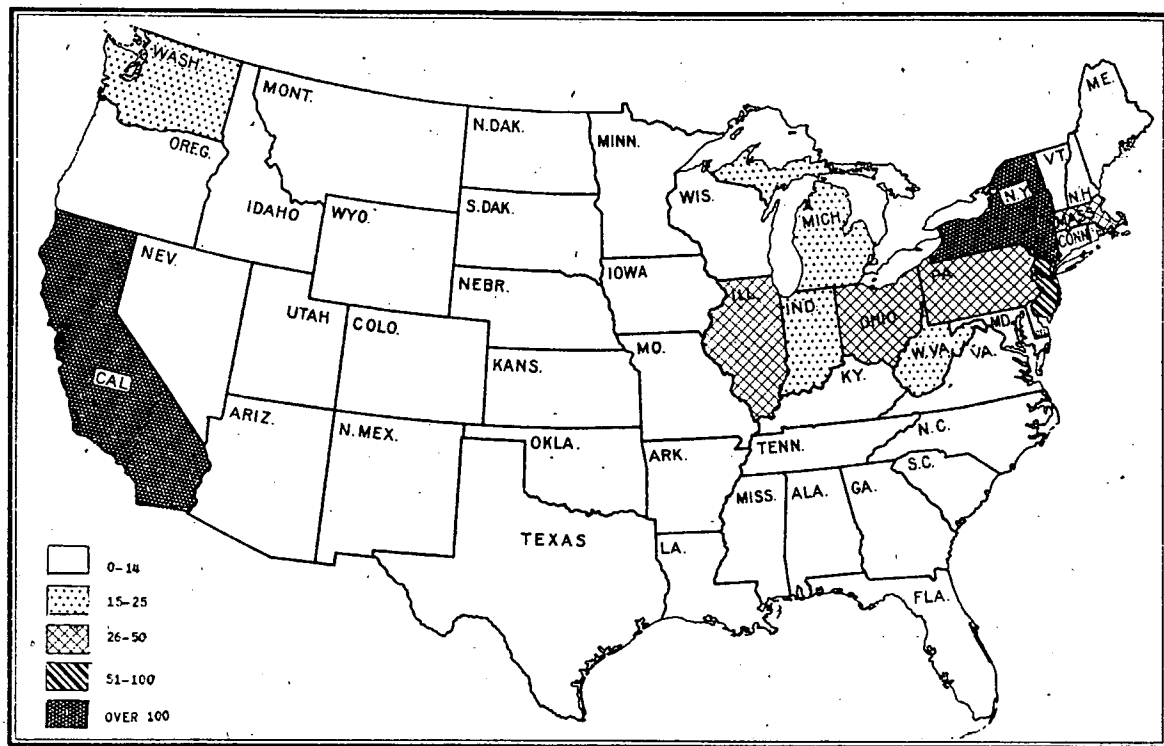 WASH.
MONT.
N.DAK.
MINN.
ME.
OREG.
VT.
IDAHO
WYO.
S.DAK.
WIS.
MICH.
N.Y.
N.H.
MASS.
CONN.
NEV.
NEBR.
IOWA
ILL.
IND.
OHIO
PA.
UTAH
COLO.
MO.
W.VA.
VA.
MD.
CAL
KANS.
KY.
ARIZ.
N.MEX.
OKLA.
ARK.
TENN.
N.C.
S.C.
MISS.
ALA.
GA.
TEXAS
LA.
FLA.
0-14
15-25
26-50
51-100
OVER 100